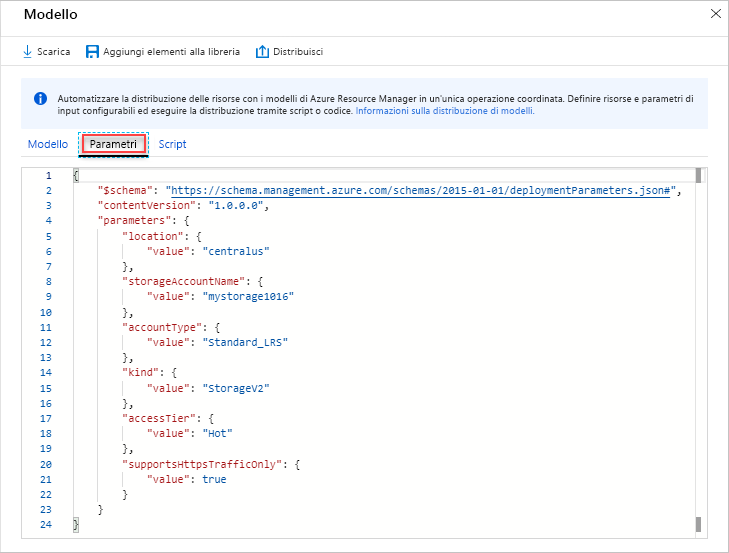 Modello
Scarica Aggiungi elementi alla libreria Distribuisci
Automatizzare la distribuzione delle risorse con i modelli di Azure Resource Manager in un'unica operazione coordinata. Definire risorse e parametri di
input configurabili ed eseguire la distribuzione tramite script o codice. Informazioni sulla distribuzione di modelli.
Modello Parametri Script
1 {
2 "$schema": "https://schema.management.azure.com/schemas/2015-01-01/deploymentParameters.json#",
3 "contentVersion": "1.0.0.0",
4 "parameters": {
5 "location": {
6 "value": "centralus"
7 },
8 "storageAccountName": {
9 "value": "mystorage1016"
10 },
11 "accountType": {
12 "value": "Standard_LRS"
13 },
14 "kind": {
15 "value": "StorageV2"
16 },
17 "accessTier": {
18 "value": "Hot"
19 },
20 "supportsHttpsTrafficOnly": {
21 "value": true
22 }
23 }
24 }